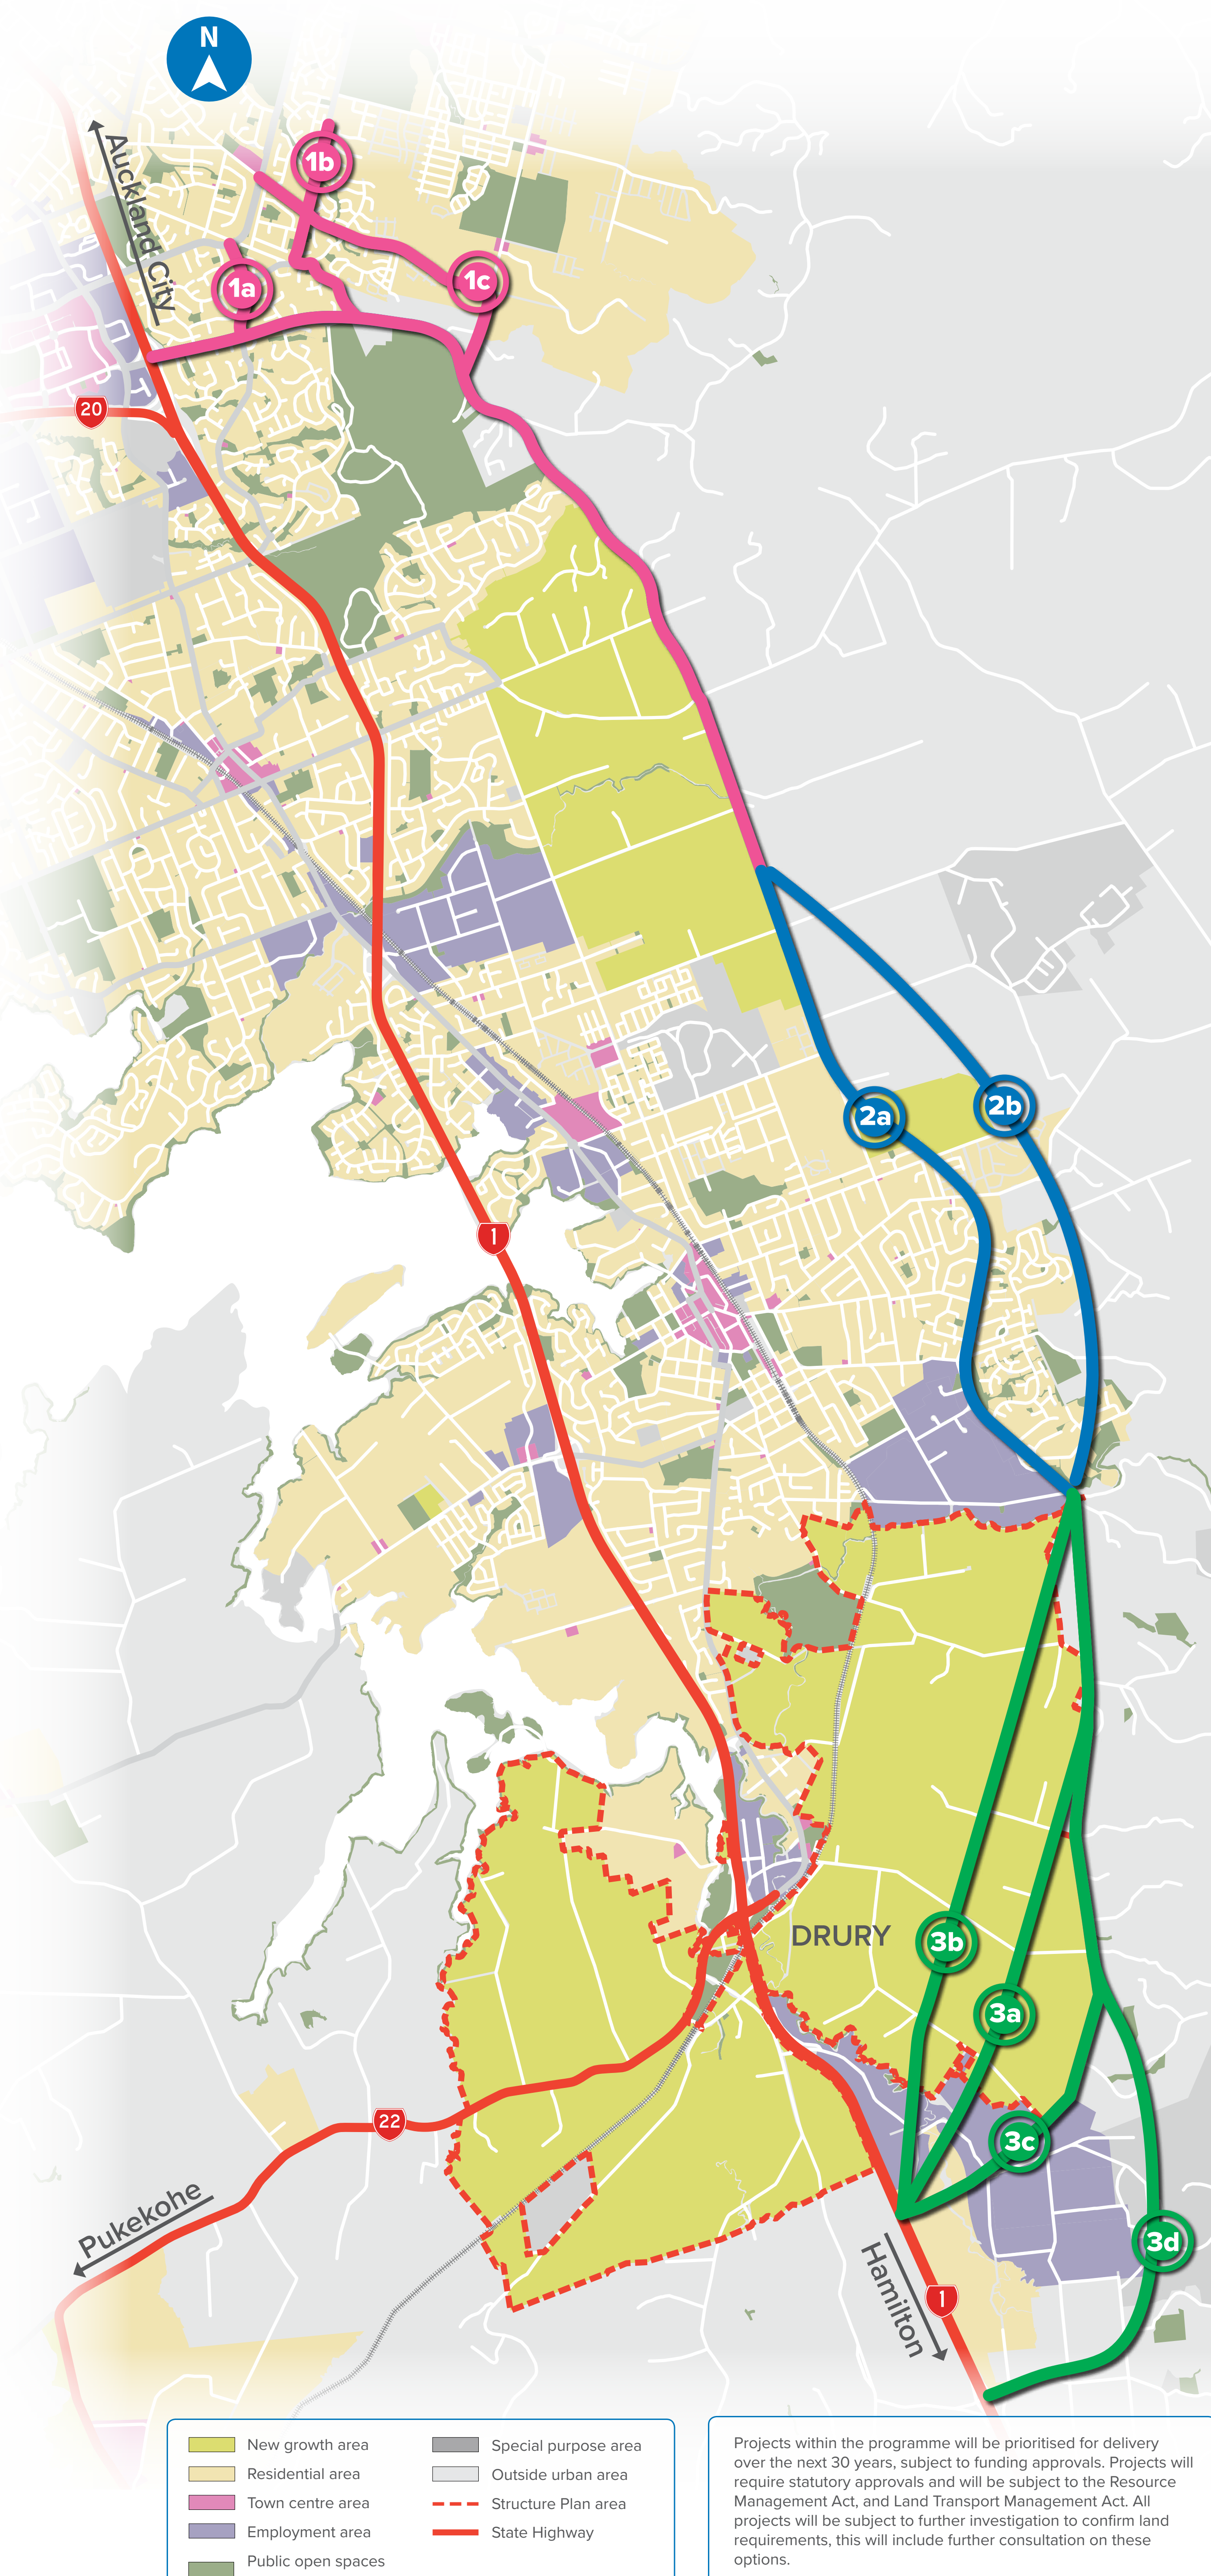 N
Auckland City
1b
1a
1c
20
2a
2b
1
DRURY
3b
3a
22
3c
Pukekohe
3d
Hamilton
1
New growth area
Residential area
Town centre area
Employment area
Public open spaces
Special purpose area
Outside urban area
Structure Plan area
State Highway
Projects within the programme will be prioritised for delivery
over the next 30 years, subject to funding approvals. Projects will
require statutory approvals and will be subject to the Resource
Management Act, and Land Transport Management Act. All
projects will be subject to further investigation to confirm land
requirements, this will include further consultation on these
options.